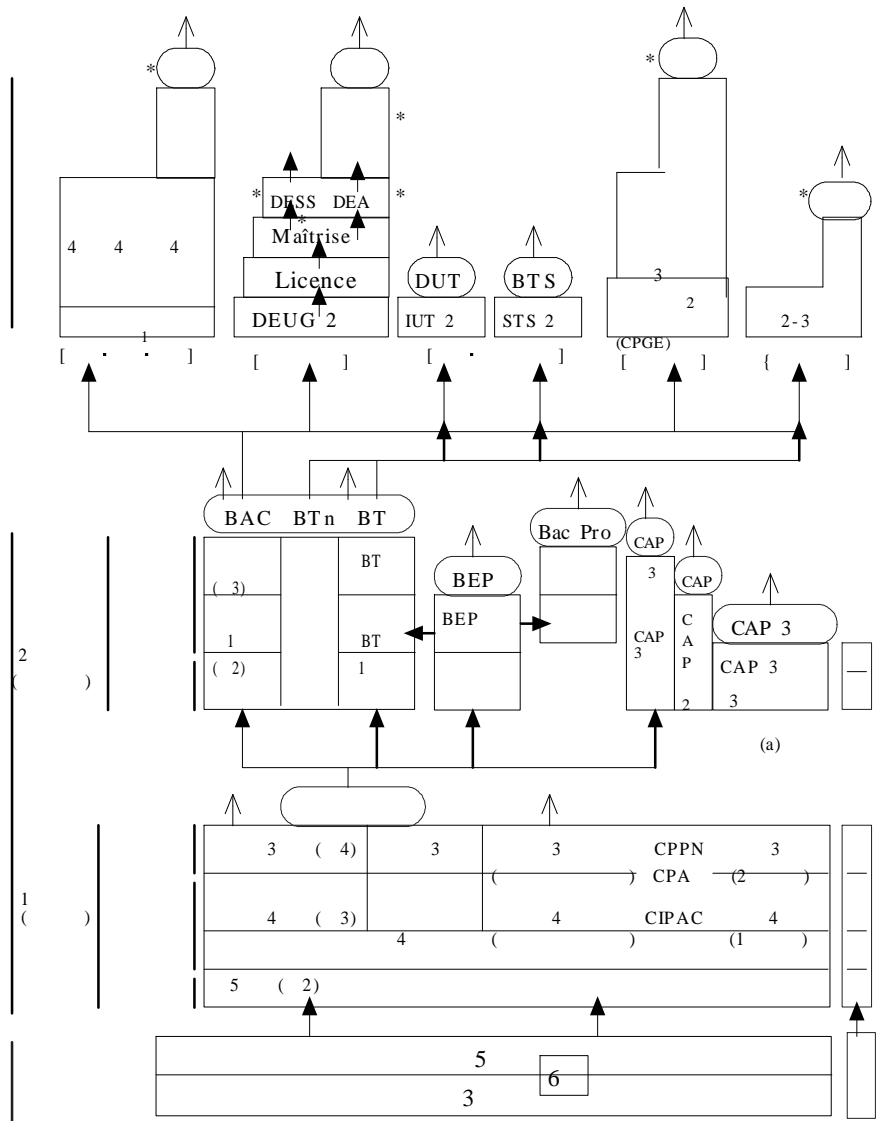 *
*
*
*
DESS DEA
*
*
*
4 4 4
Maîtrise
Licence
DUT
BTS
3
2
DEUG 2
IUT 2
STS 2
2-3
1
(CPGE)
[ · · ]
[ ]
[ · ]
[ ]
{ ]
BAC BTn BT
Bac Pro
CAP
3
BT
BEP
CAP
( 3)
BEP
C
A
P
2
CAP 3
1
BT
CAP
3
2
( )
( 2)
1
CAP 3
3
(a)
3 ( 4) 3 3 CPPN 3
( ) CPA (2 )
1
( )
4 ( 3) 4 CIPAC 4
4 ( ) (1 )
5 ( 2)
5
6
3